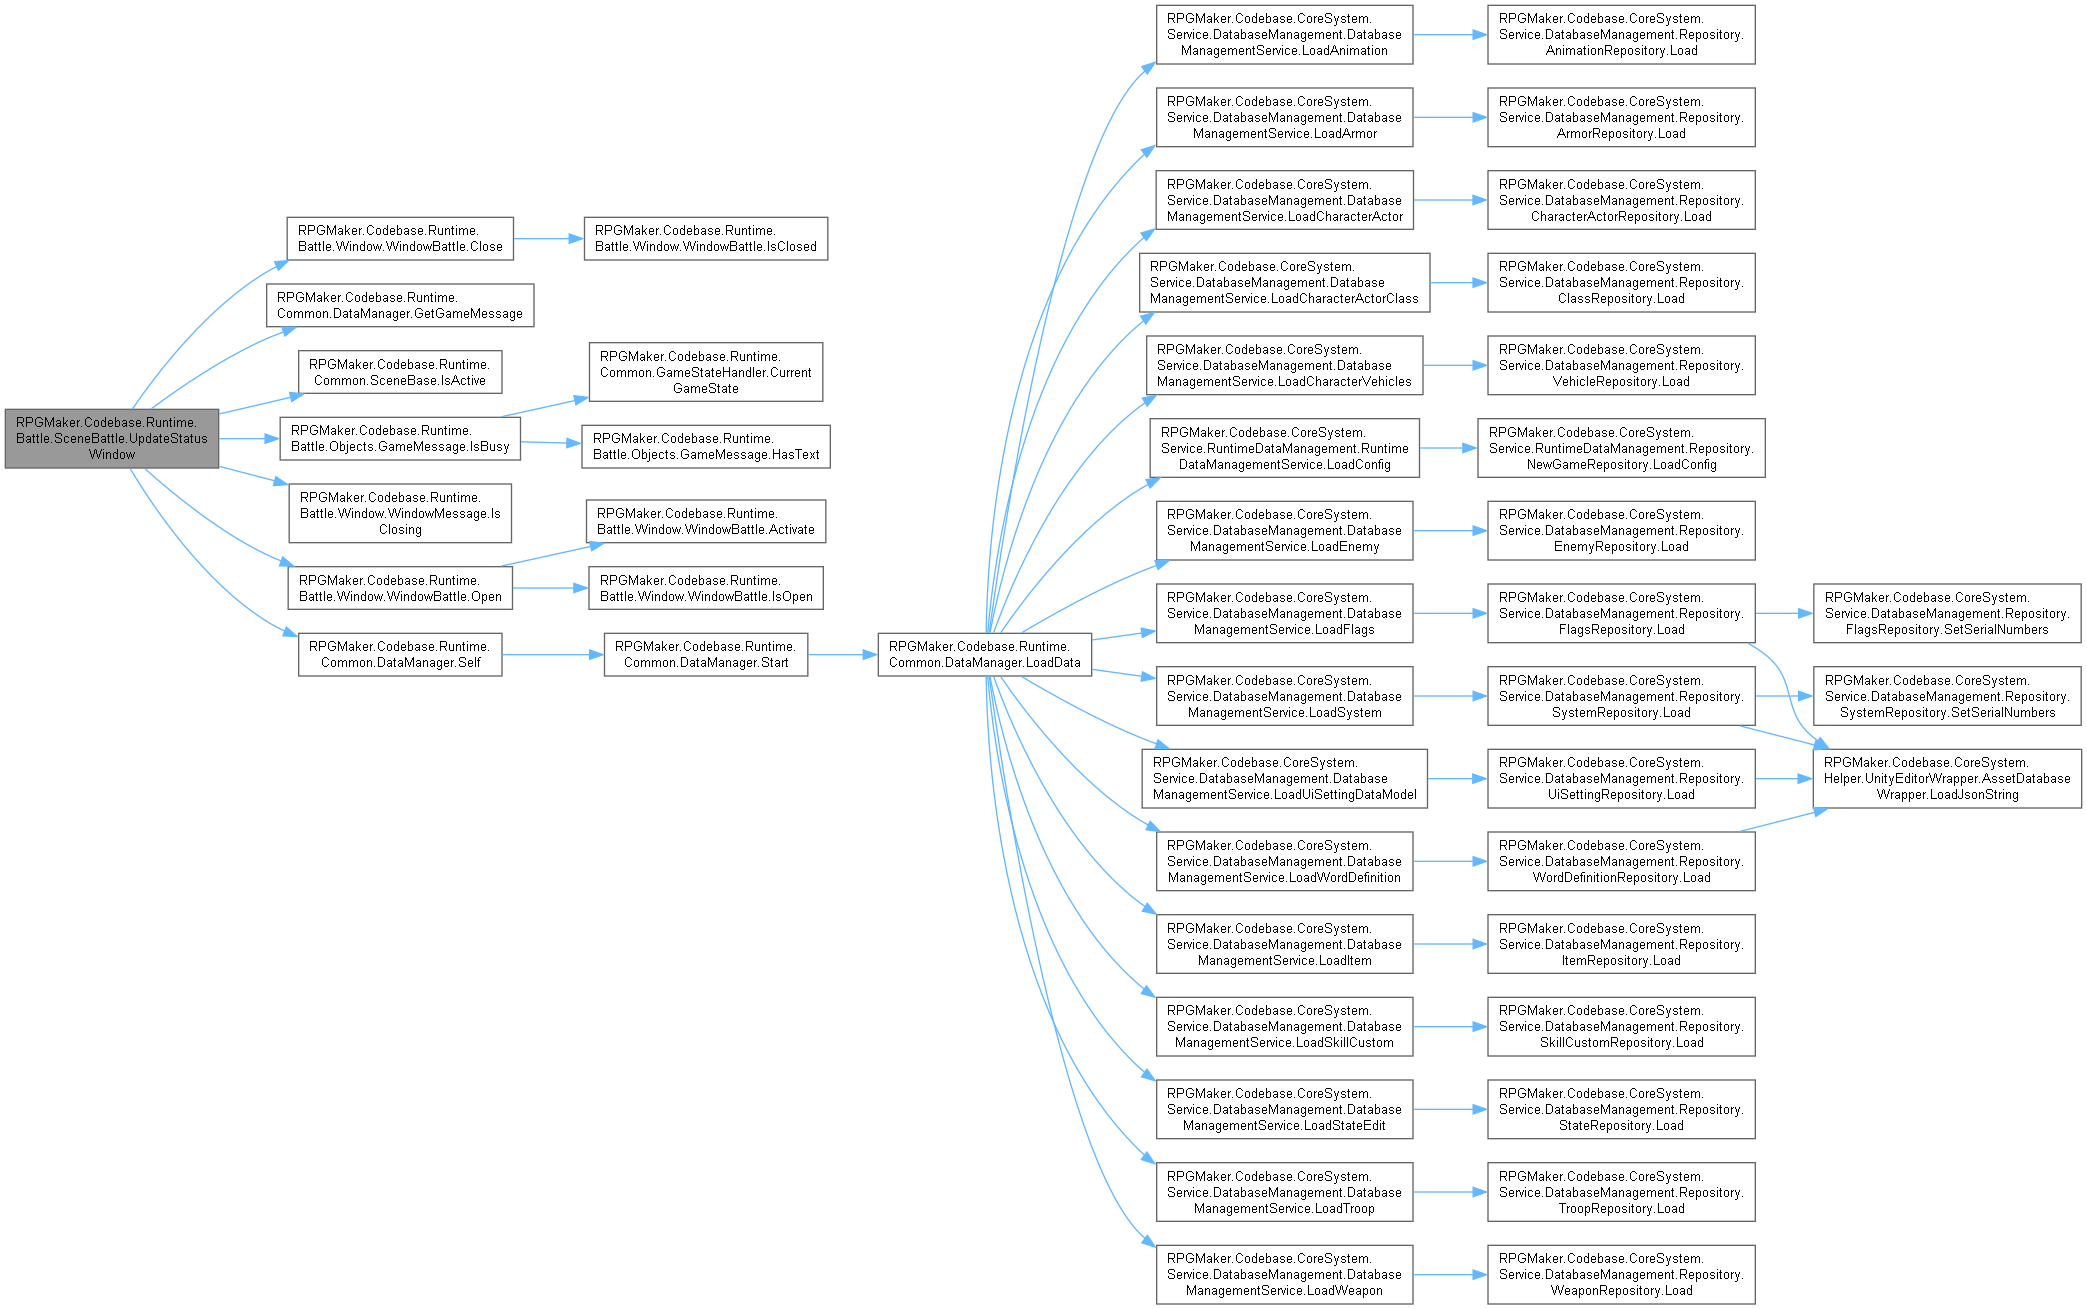 RPGMaker.Codebase.Runtime.
Battle.SceneBattle.UpdateStatus
Window
RPGMaker.Codebase.Runtime.
Battle.Window.WindowBattle.Close
RPGMaker.Codebase.Runtime.
Battle.Window.WindowBattle.IsClosed
RPGMaker.Codebase.Runtime.
Common.DataManager.GetGameMessage
RPGMaker.Codebase.Runtime.
Common.SceneBase.IsActive
RPGMaker.Codebase.Runtime.
Battle.Objects.GameMessage.IsBusy
RPGMaker.Codebase.Runtime.
Common.GameStateHandler.Current
GameState
RPGMaker.Codebase.Runtime.
Battle.Objects.GameMessage.HasText
RPGMaker.Codebase.Runtime.
Battle.Window.WindowMessage.Is
Closing
RPGMaker.Codebase.Runtime.
Battle.Window.WindowBattle.Open
RPGMaker.Codebase.Runtime.
Battle.Window.WindowBattle.Activate
RPGMaker.Codebase.Runtime.
Battle.Window.WindowBattle.IsOpen
RPGMaker.Codebase.Runtime.
Common.DataManager.Self
RPGMaker.Codebase.Runtime.
Common.DataManager.Start
RPGMaker.Codebase.Runtime.
Common.DataManager.LoadData
RPGMaker.Codebase.CoreSystem.
Service.DatabaseManagement.Database
ManagementService.LoadAnimation
RPGMaker.Codebase.CoreSystem.
Service.DatabaseManagement.Repository.
AnimationRepository.Load
RPGMaker.Codebase.CoreSystem.
Service.DatabaseManagement.Database
ManagementService.LoadArmor
RPGMaker.Codebase.CoreSystem.
Service.DatabaseManagement.Repository.
ArmorRepository.Load
RPGMaker.Codebase.CoreSystem.
Service.DatabaseManagement.Database
ManagementService.LoadCharacterActor
RPGMaker.Codebase.CoreSystem.
Service.DatabaseManagement.Repository.
CharacterActorRepository.Load
RPGMaker.Codebase.CoreSystem.
Service.DatabaseManagement.Database
ManagementService.LoadCharacterActorClass
RPGMaker.Codebase.CoreSystem.
Service.DatabaseManagement.Repository.
ClassRepository.Load
RPGMaker.Codebase.CoreSystem.
Service.DatabaseManagement.Database
ManagementService.LoadCharacterVehicles
RPGMaker.Codebase.CoreSystem.
Service.DatabaseManagement.Repository.
VehicleRepository.Load
RPGMaker.Codebase.CoreSystem.
Service.RuntimeDataManagement.Runtime
DataManagementService.LoadConfig
RPGMaker.Codebase.CoreSystem.
Service.RuntimeDataManagement.Repository.
NewGameRepository.LoadConfig
RPGMaker.Codebase.CoreSystem.
Service.DatabaseManagement.Database
ManagementService.LoadEnemy
RPGMaker.Codebase.CoreSystem.
Service.DatabaseManagement.Repository.
EnemyRepository.Load
RPGMaker.Codebase.CoreSystem.
Service.DatabaseManagement.Database
ManagementService.LoadFlags
RPGMaker.Codebase.CoreSystem.
Service.DatabaseManagement.Repository.
FlagsRepository.Load
RPGMaker.Codebase.CoreSystem.
Service.DatabaseManagement.Repository.
FlagsRepository.SetSerialNumbers
RPGMaker.Codebase.CoreSystem.
Service.DatabaseManagement.Database
ManagementService.LoadSystem
RPGMaker.Codebase.CoreSystem.
Service.DatabaseManagement.Repository.
SystemRepository.Load
RPGMaker.Codebase.CoreSystem.
Service.DatabaseManagement.Repository.
SystemRepository.SetSerialNumbers
RPGMaker.Codebase.CoreSystem.
Service.DatabaseManagement.Database
ManagementService.LoadUiSettingDataModel
RPGMaker.Codebase.CoreSystem.
Service.DatabaseManagement.Repository.
UiSettingRepository.Load
RPGMaker.Codebase.CoreSystem.
Helper.UnityEditorWrapper.AssetDatabase
Wrapper.LoadJsonString
RPGMaker.Codebase.CoreSystem.
Service.DatabaseManagement.Database
ManagementService.LoadWordDefinition
RPGMaker.Codebase.CoreSystem.
Service.DatabaseManagement.Repository.
WordDefinitionRepository.Load
RPGMaker.Codebase.CoreSystem.
Service.DatabaseManagement.Database
ManagementService.LoadItem
RPGMaker.Codebase.CoreSystem.
Service.DatabaseManagement.Repository.
ItemRepository.Load
RPGMaker.Codebase.CoreSystem.
Service.DatabaseManagement.Database
ManagementService.LoadSkillCustom
RPGMaker.Codebase.CoreSystem.
Service.DatabaseManagement.Repository.
SkillCustomRepository.Load
RPGMaker.Codebase.CoreSystem.
Service.DatabaseManagement.Database
ManagementService.LoadStateEdit
RPGMaker.Codebase.CoreSystem.
Service.DatabaseManagement.Repository.
StateRepository.Load
RPGMaker.Codebase.CoreSystem.
Service.DatabaseManagement.Database
ManagementService.LoadTroop
RPGMaker.Codebase.CoreSystem.
Service.DatabaseManagement.Repository.
TroopRepository.Load
RPGMaker.Codebase.CoreSystem.
Service.DatabaseManagement.Database
ManagementService.LoadWeapon
RPGMaker.Codebase.CoreSystem.
Service.DatabaseManagement.Repository.
WeaponRepository.Load